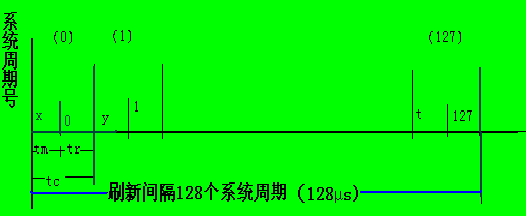 系统周期号
(0) (1) (127)
x 0 y 1 t 127
tm tr
tc
刷新间隔128个系统周期 (128μs)